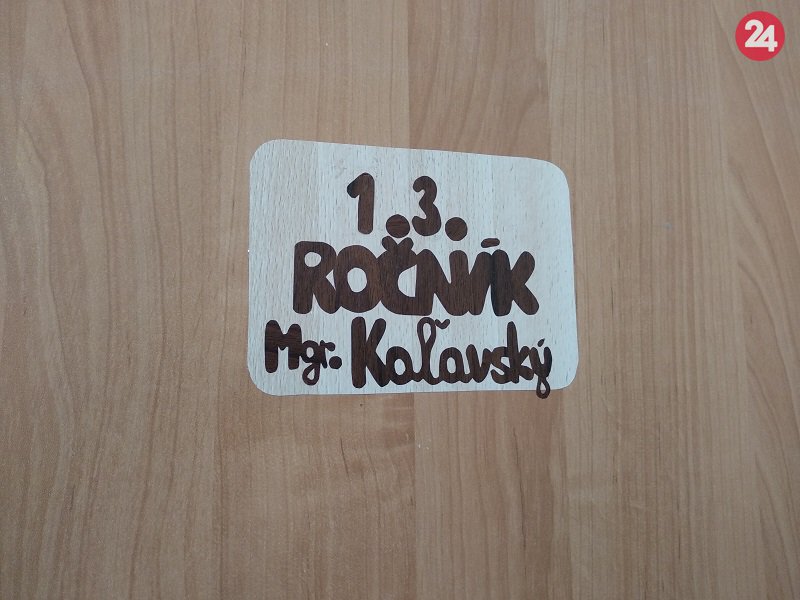 24
1.3.
ROČNÍK
Mgr. Kaľavský